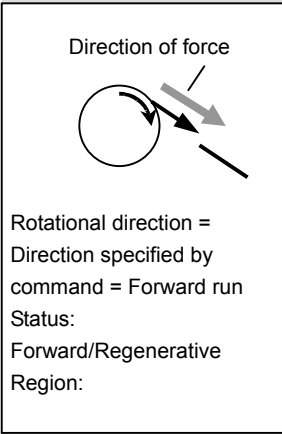 Direction of force
Rotational direction =
Direction specified by
command = Forward run
Status:
Forward/Regenerative
Region: